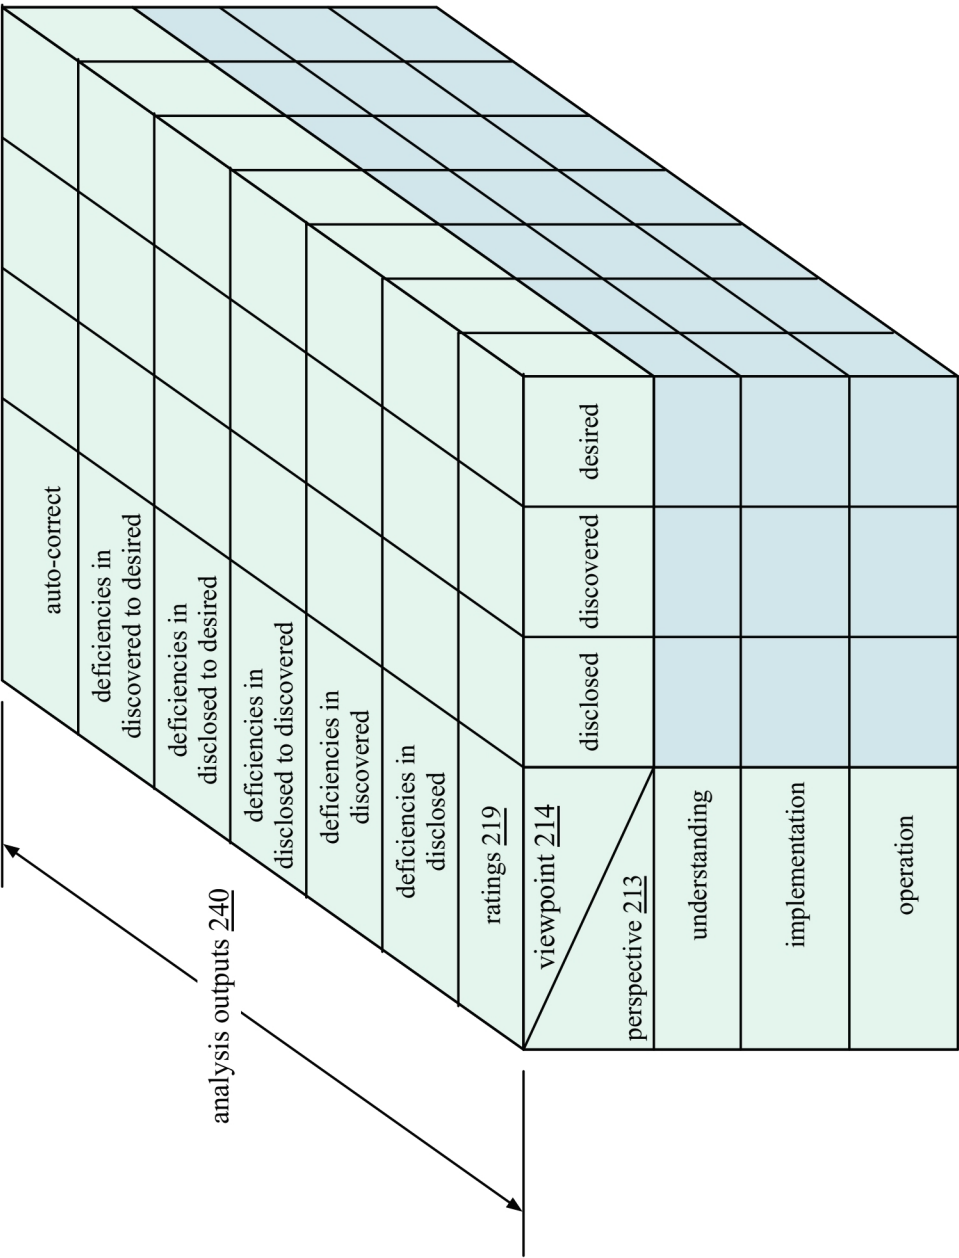 auto-correct
deficiencies in
discovered to desired
deficiencies in
disclosed to desired
deficiencies in
disclosed to discovered
deficiencies in
discovered
deficiencies in
disclosed
ratings 219
analysis outputs 240
viewpoint 214
perspective 213
disclosed
discovered
desired
understanding
implementation
operation